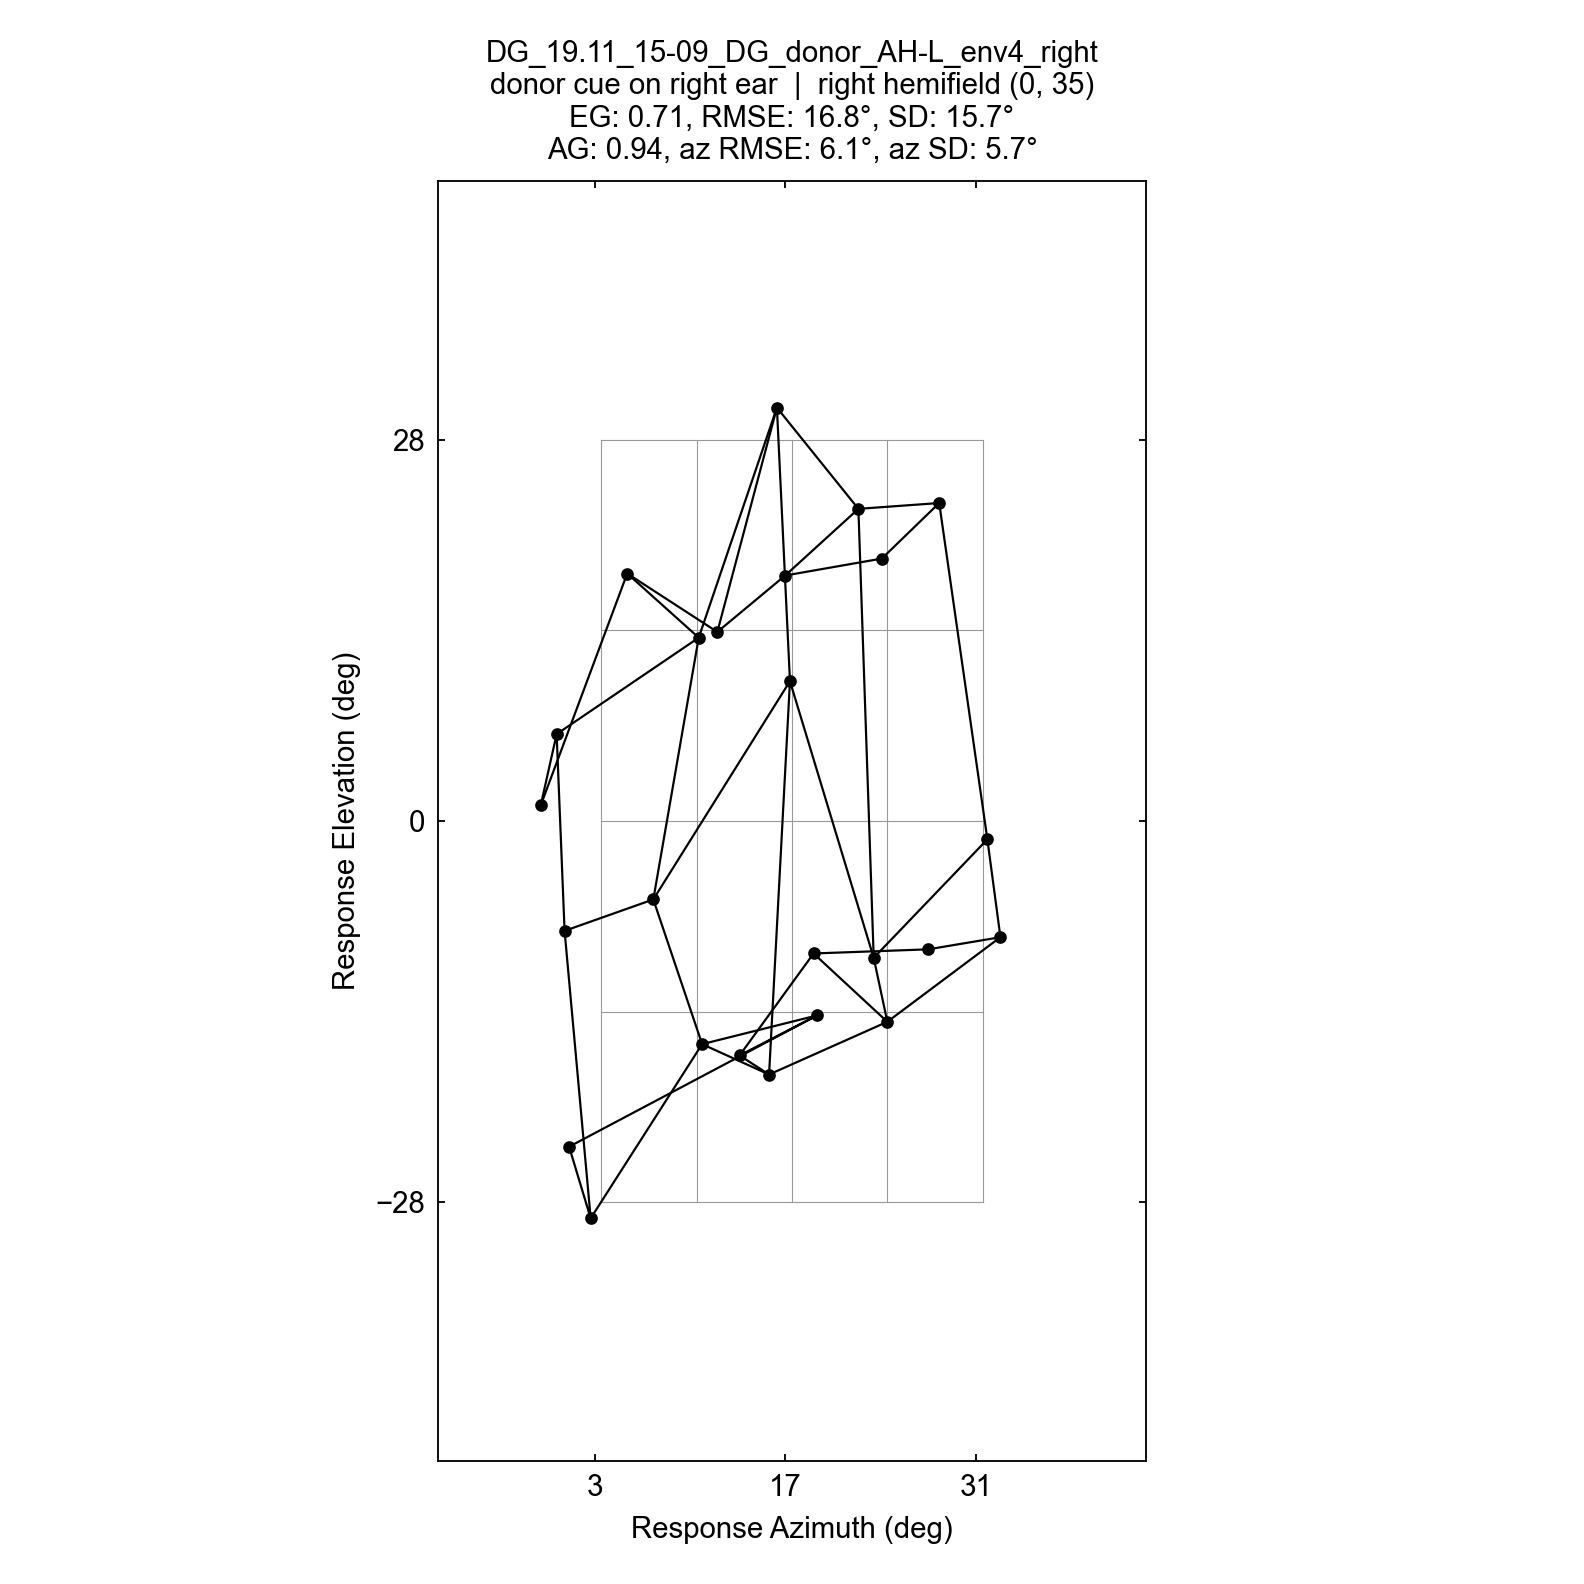 DG_19.11_15-09_DG_donor_AH-L_env4_right
donor cue on right ear  |  right hemifield (0, 35)
EG: 0.71, RMSE: 16.8°, SD: 15.7°
AG: 0.94, az RMSE: 6.1°, az SD: 5.7°
28
0
−28
Response Elevation (deg)
3
17
31
Response Azimuth (deg)